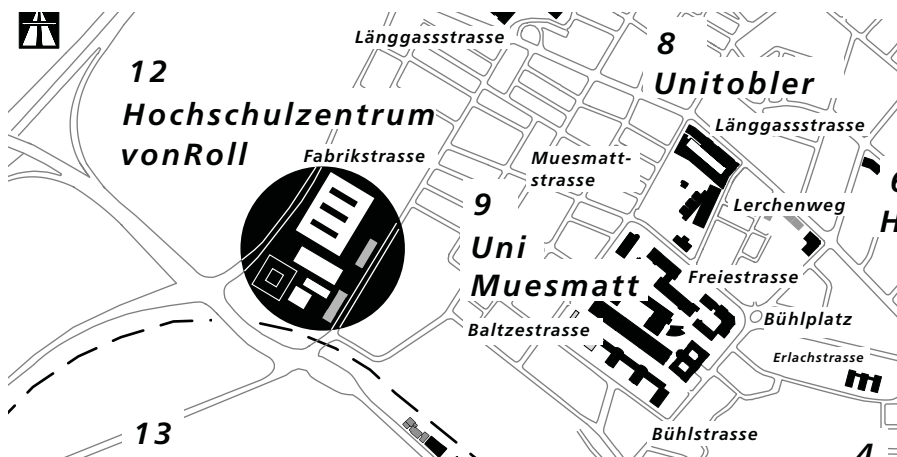 Länggassstrasse
8
Unitobler
12
Hochschulzentrum
vonRoll
Fabrikstrasse
Länggassstrasse
Muesmatt-
strasse
9
Uni
Muesmatt
Lerchenweg
H
Freiestrasse
Baltzestrasse
Bühlplatz
Erlachstrasse
13
Bühlstrasse
4